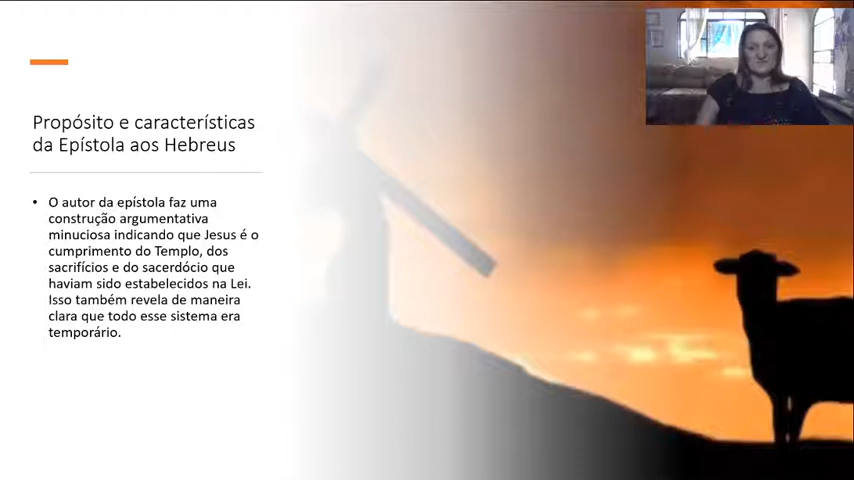 Propósito e características
da Epístola aos Hebreus
• O autor da epístola faz uma
construção argumentativa
minuciosa indicando que Jesus é o
cumprimento do Templo, dos
sacrifícios e do sacerdócio que
haviam sido estabelecidos na Lei.
Isso também revela de maneira
clara que todo esse sistema era
temporário.